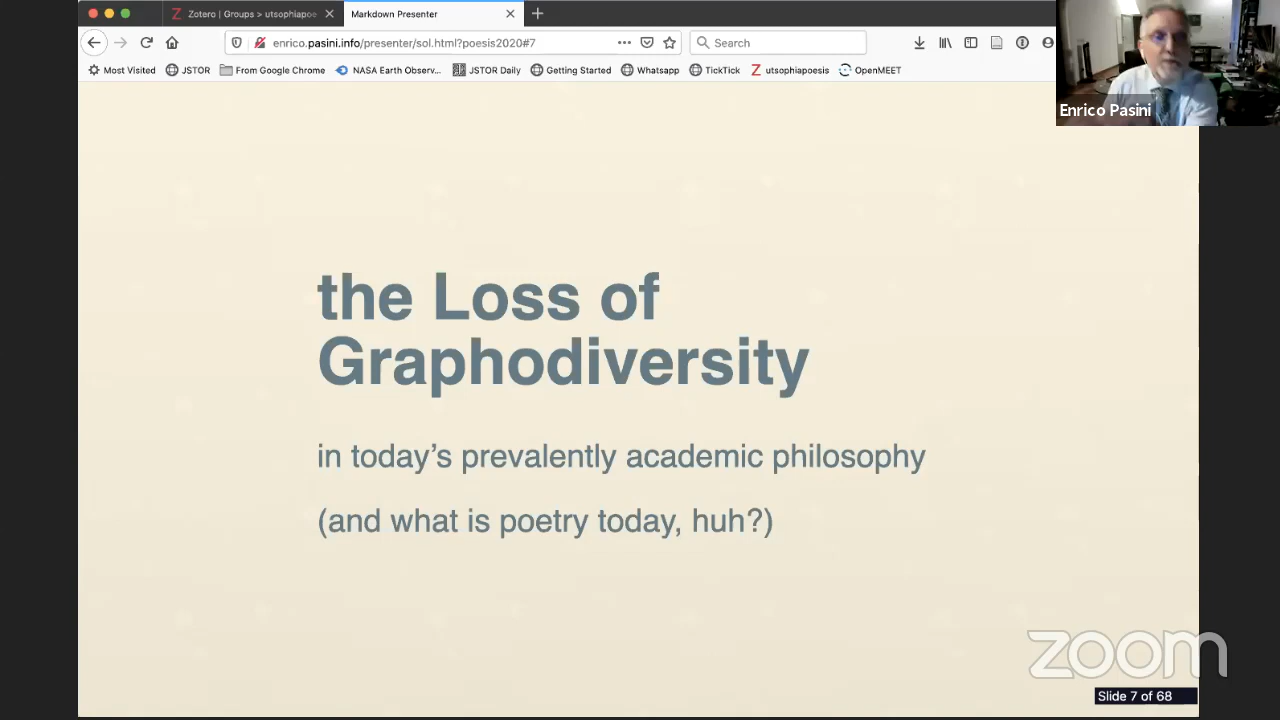 Zotero | Groups > utsophiapoe
Markdown Presenter
enrico.pasini.info/presenter/sol.html?poesis2020#7
Search
Most Visited
JSTOR
From Google Chrome
NASA Earth Observ...
JSTOR Daily
Getting Started
Whatsapp
TickTick
utsophiapoesis
OpenMEET
Enrico Pasini
the Loss of
Graphodiversity
in today’s prevalently academic philosophy
(and what is poetry today, huh?)
zoom
Slide 7 of 68